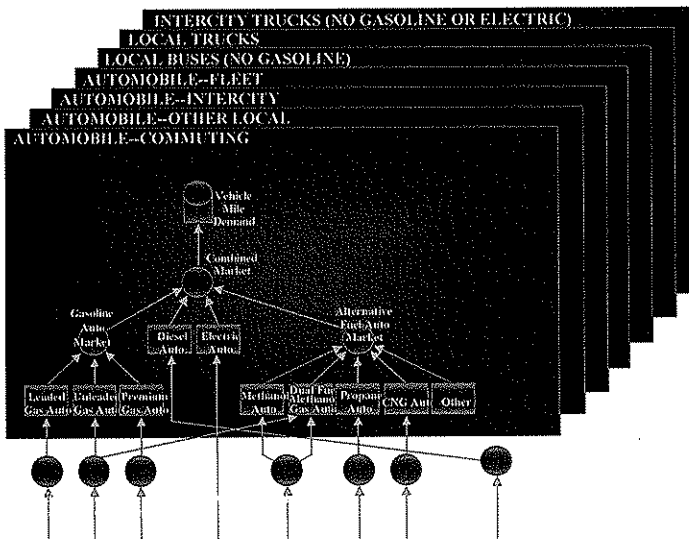 INTERCITY TRUCKS (NO GASOLINE OR ELECTRIC)
LOCAL TRUCKS
LOCAL BUSES (NO GASOLINE)
AUTOMOBILE--FLEET
AUTOMOBILE--INTERCITY
AUTOMOBILE--OTHER LOCAL
AUTOMOBILE--COMMUTING
Vehicle
Mile
Demand
Combined
Market
Gasoline
Auto
Market
Diesel
Auto
Electric
Auto
Alternative
Fuel Auto
Market
Leaded
Gas Auto
Unleaded
Gas Auto
Premium
Gas Auto
Methanol
Auto
Dual Fuel
Methanol
Gas Auto
Propane
Auto
CNG Auto
Other